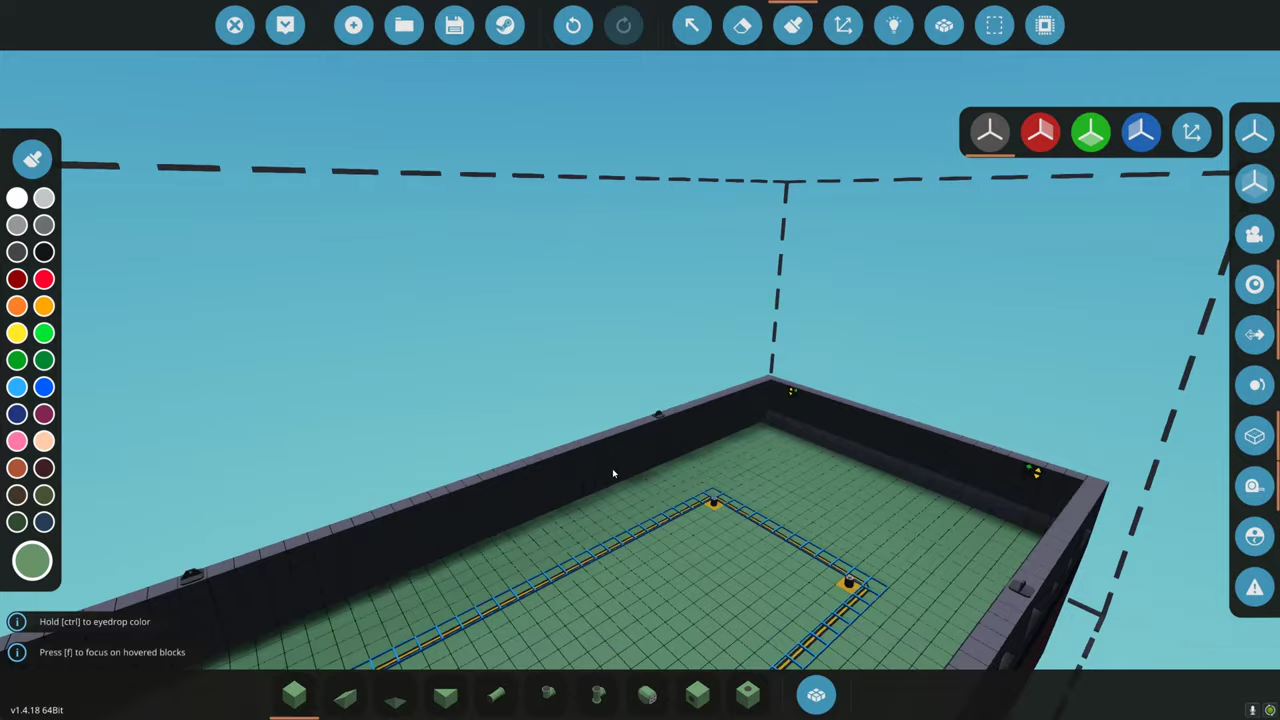 Hold [ctrl] to eyedrop color
Press [f] to focus on hovered blocks
v1.4.18 64Bit